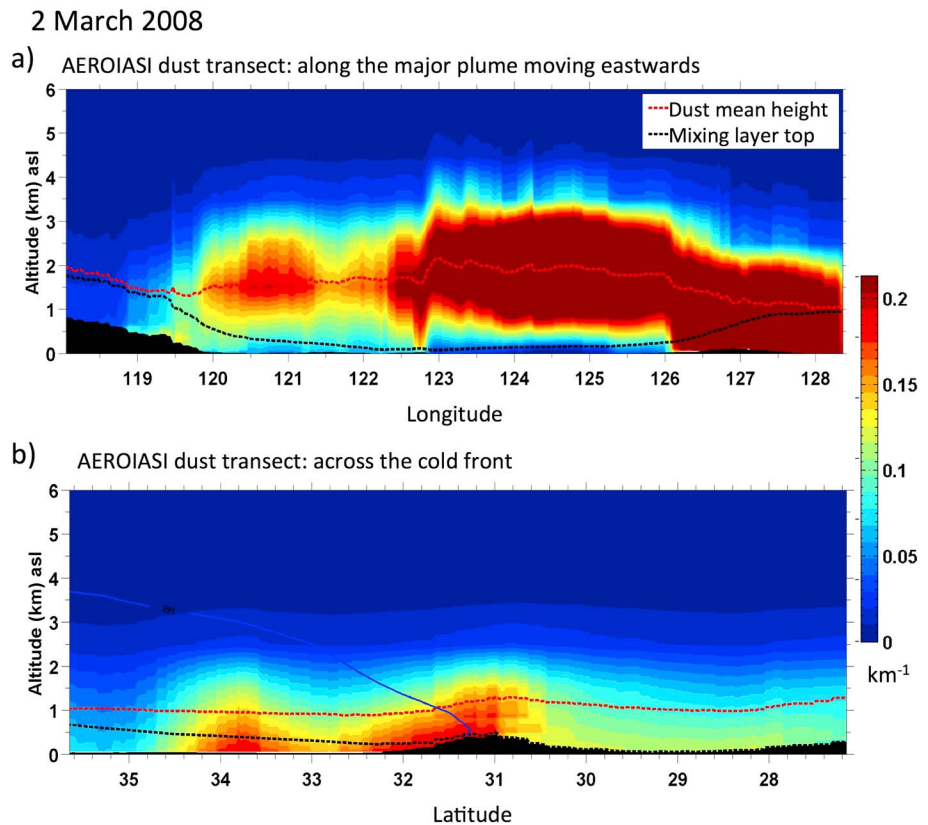 2 March 2008
a) AEROIASI dust transect: along the major plume moving eastwards
6
5
4
3
2
1
0
Altitude (km) asl
Dust mean height
Mixing layer top
119 120 121 122 123 124 125 126 127 128
Longitude
0.2
0.15
0.1
0.05
0
km-1
b) AEROIASI dust transect: across the cold front
6
5
4
3
2
1
0
Altitude (km) asl
35 34 33 32 31 30 29 28
Latitude